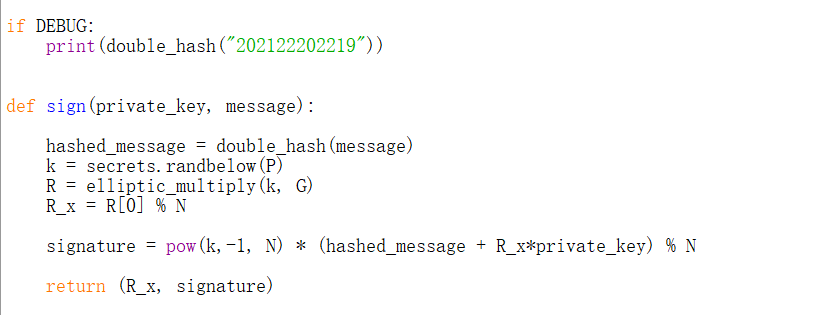 if DEBUG:
    print(double_hash("202122202219"))
def sign(private_key, message):
    hashed_message = double_hash(message)
    k = secrets.randbelow(P)
    R = elliptic_multiply(k, G)
    R_x = R[0] % N
    signature = pow(k,-1, N) * (hashed_message + R_x*private_key) % N
    return (R_x, signature)